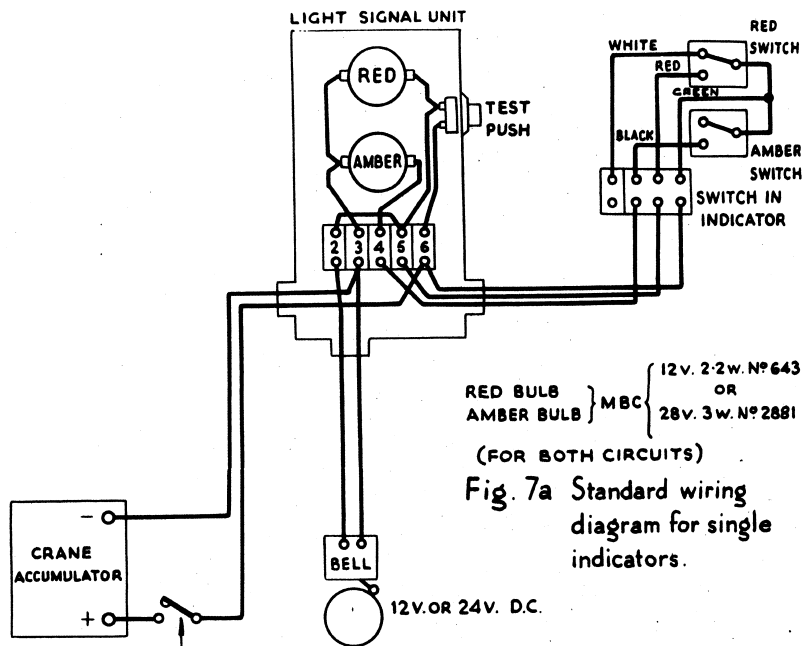 LIGHT SIGNAL UNIT
RED
AMBER
TEST
PUSH
2 3 4 5 6
WHITE
RED
GREEN
BLACK
RED
SWITCH
AMBER
SWITCH
SWITCH IN
INDICATOR
RED BULB
AMBER BULB
} MBC {
12V. 2·2W. Nº 643
OR
28V. 3W. Nº 2881
(FOR BOTH CIRCUITS)
Fig. 7a Standard wiring
diagram for single
indicators.
−
CRANE
ACCUMULATOR
+
BELL
12V. OR 24V. D.C.